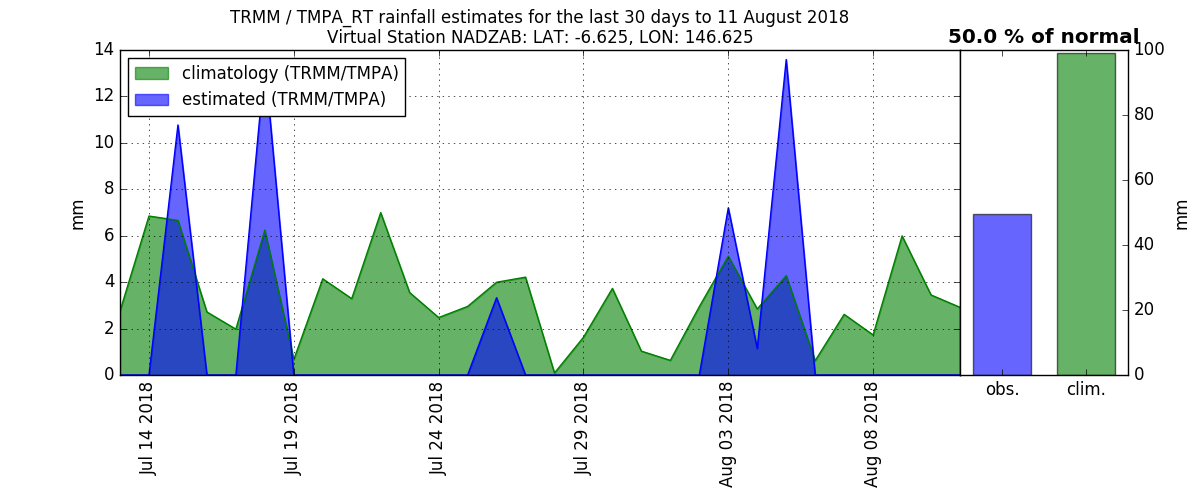 TRMM / TMPA_RT rainfall estimates for the last 30 days to 11 August 2018
Virtual Station NADZAB: LAT: -6.625, LON: 146.625
50.0 % of normal
climatology (TRMM/TMPA)
estimated (TRMM/TMPA)
14
12
10
8
6
4
2
0
mm
Jul 14 2018
Jul 19 2018
Jul 24 2018
Jul 29 2018
Aug 03 2018
Aug 08 2018
obs.
clim.
100
80
60
40
20
0
mm